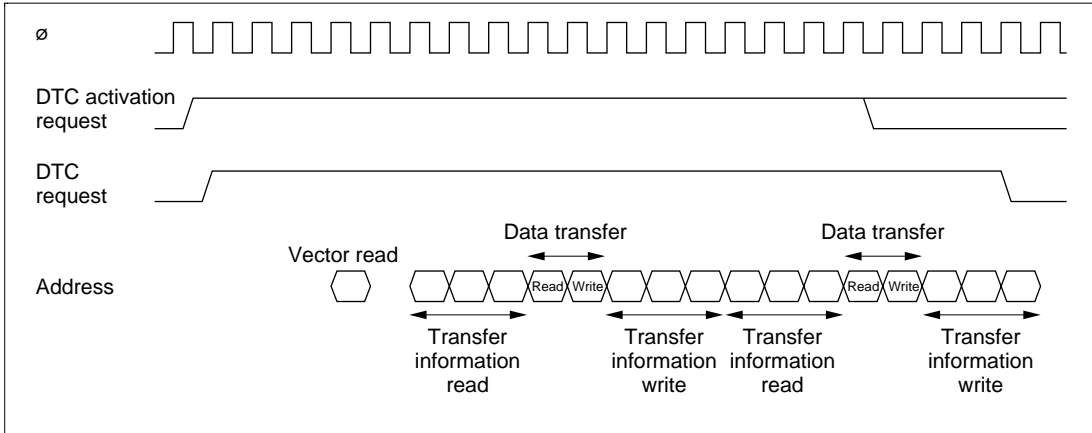 ø
DTC activation
request
DTC
request
Data transfer
Data transfer
Vector read
Address
Read
Write
Read
Write
Transfer
information
read
Transfer
information
write
Transfer
information
read
Transfer
information
write